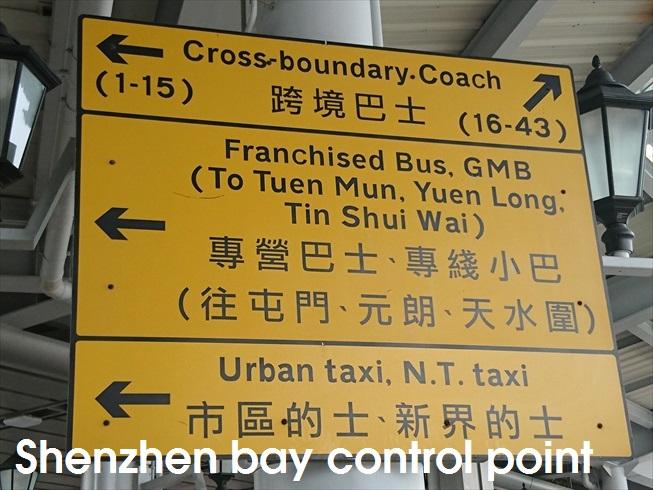 Cross-boundary Coach
(1-15)
跨境巴士
(16-43)
Franchised Bus, GMB
(To Tuen Mun, Yuen Long,
Tin Shui Wai)
專營巴士、專綫小巴
(往屯門、元朗、天水圍)
Urban taxi, N.T. taxi
市區的士、新界的士
Shenzhen bay control point